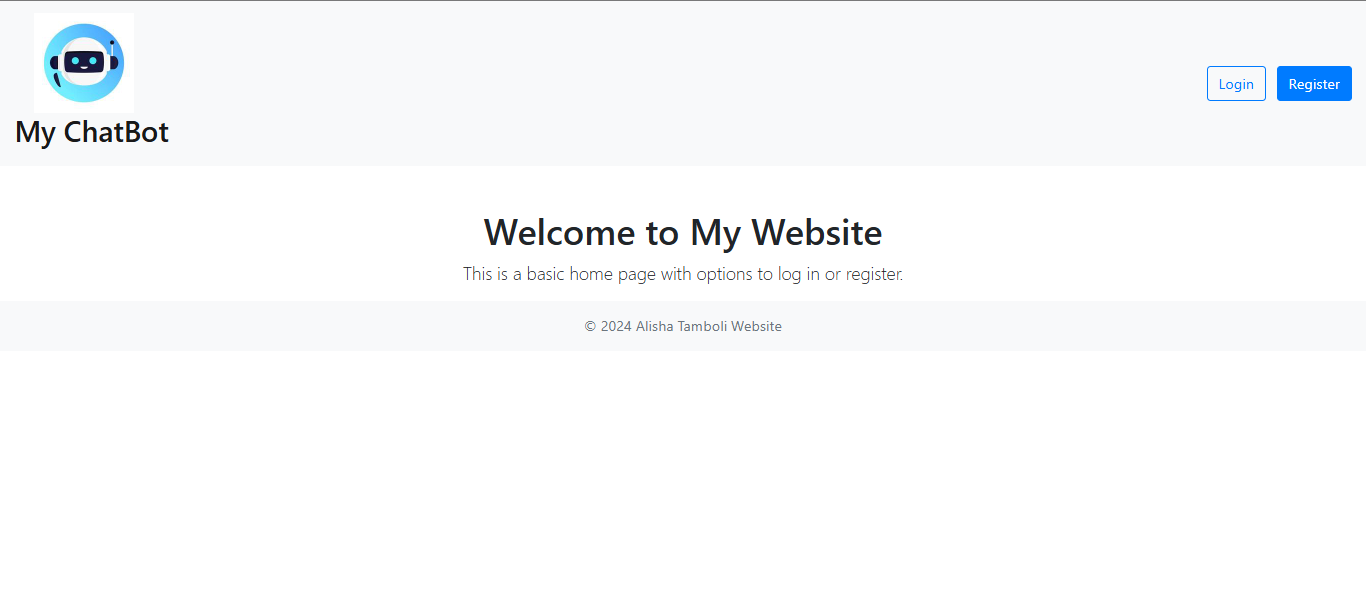 My ChatBot
Login
Register
Welcome to My Website
This is a basic home page with options to log in or register.
© 2024 Alisha Tamboli Website